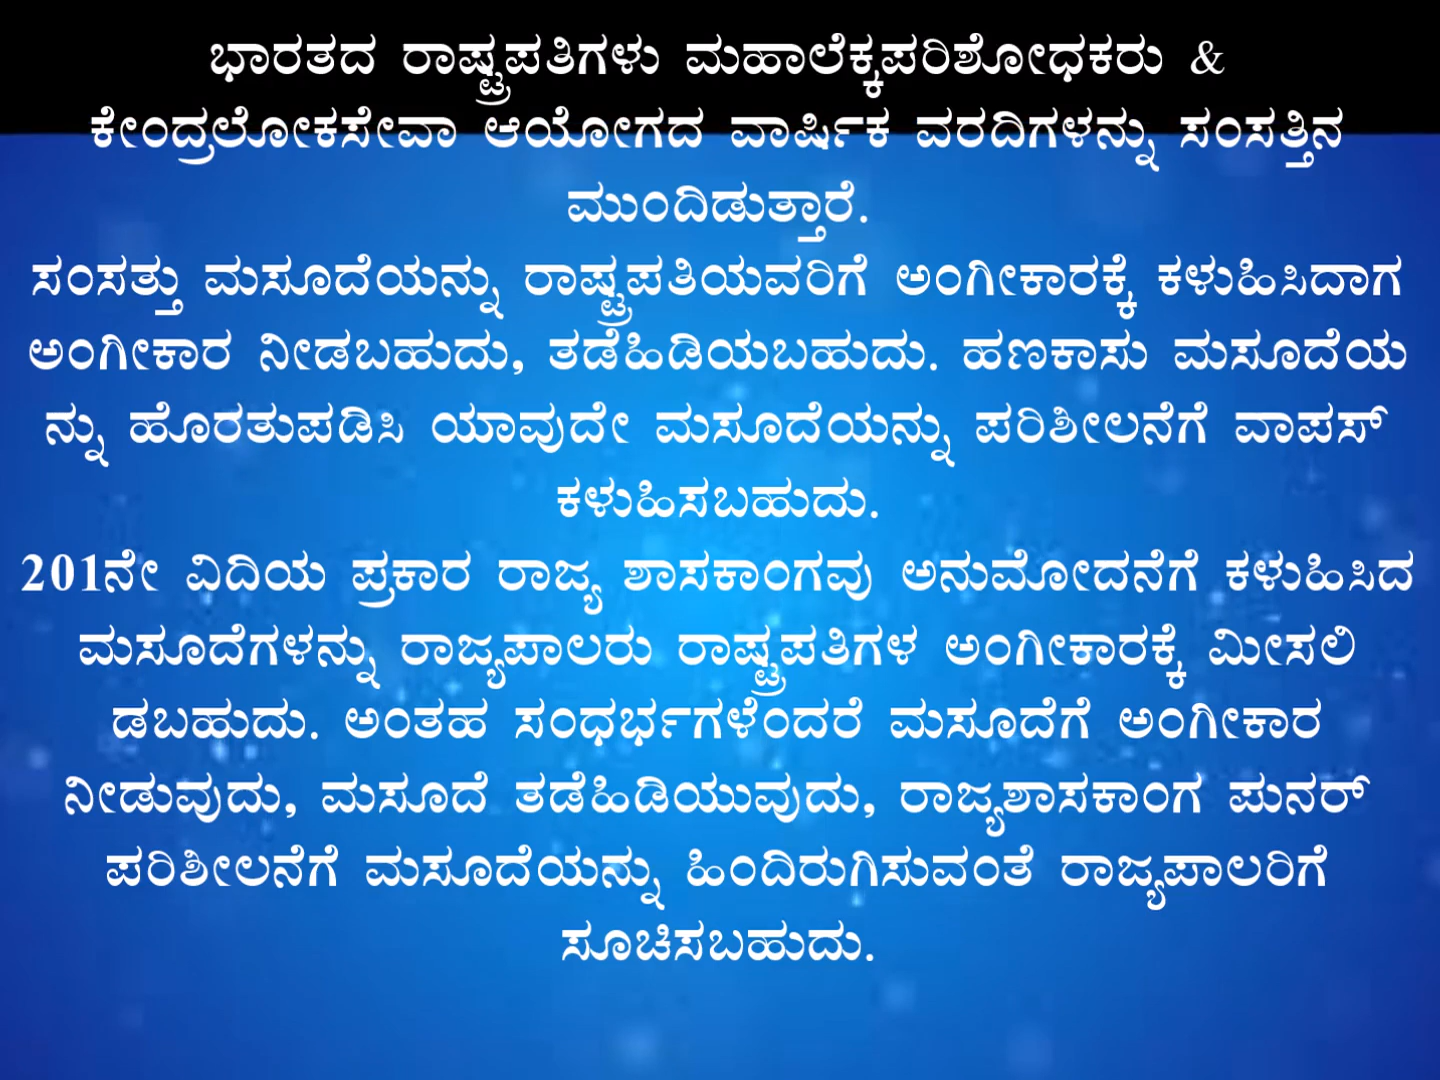 ಭಾರತದ ರಾಷ್ಟ್ರಪತಿಗಳು ಮಹಾಲೆಕ್ಕಪರಿಶೋಧಕರು &
ಕೇಂದ್ರಲೋಕಸೇವಾ ಆಯೋಗದ ವಾರ್ಷಿಕ ವರದಿಗಳನ್ನು ಸಂಸತ್ತಿನ
ಮುಂದಿಡುತ್ತಾರೆ.
ಸಂಸತ್ತು ಮಸೂದೆಯನ್ನು ರಾಷ್ಟ್ರಪತಿಯವರಿಗೆ ಅಂಗೀಕಾರಕ್ಕೆ ಕಳುಹಿಸಿದಾಗ
ಅಂಗೀಕಾರ ನೀಡಬಹುದು, ತಡೆಹಿಡಿಯಬಹುದು. ಹಣಕಾಸು ಮಸೂದೆಯ
ನ್ನು ಹೊರತುಪಡಿಸಿ ಯಾವುದೇ ಮಸೂದೆಯನ್ನು ಪರಿಶೀಲನೆಗೆ ವಾಪಸ್
ಕಳುಹಿಸಬಹುದು.
201ನೇ ವಿದಿಯ ಪ್ರಕಾರ ರಾಜ್ಯ ಶಾಸಕಾಂಗವು ಅನುಮೋದನೆಗೆ ಕಳುಹಿಸಿದ
ಮಸೂದೆಗಳನ್ನು ರಾಜ್ಯಪಾಲರು ರಾಷ್ಟ್ರಪತಿಗಳ ಅಂಗೀಕಾರಕ್ಕೆ ಮೀಸಲಿ
ಡಬಹುದು. ಅಂತಹ ಸಂಧರ್ಭಗಳೆಂದರೆ ಮಸೂದೆಗೆ ಅಂಗೀಕಾರ
ನೀಡುವುದು, ಮಸೂದೆ ತಡೆಹಿಡಿಯುವುದು, ರಾಜ್ಯಶಾಸಕಾಂಗ ಪುನರ್
ಪರಿಶೀಲನೆಗೆ ಮಸೂದೆಯನ್ನು ಹಿಂದಿರುಗಿಸುವಂತೆ ರಾಜ್ಯಪಾಲರಿಗೆ
ಸೂಚಿಸಬಹುದು.